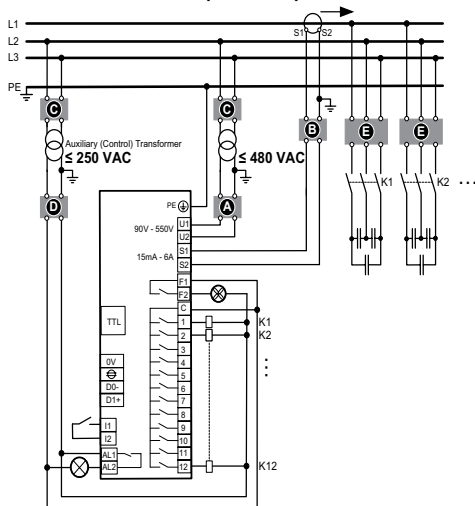 L1
S1 S2
L2
L3
PE
C C
B E E
Auxiliary (Control) Transformer
≤ 250 VAC ≤ 480 VAC
K1 K2 ...
D A
PE
90V - 550V U1
U2
15mA - 6A S1
S2
F1
F2
C
TTL 1 K1
2 K2
3
4
0V 5
6
D0- 7
D1+ 8
9
I1 10
I2 11
AL1
AL2 12 K12